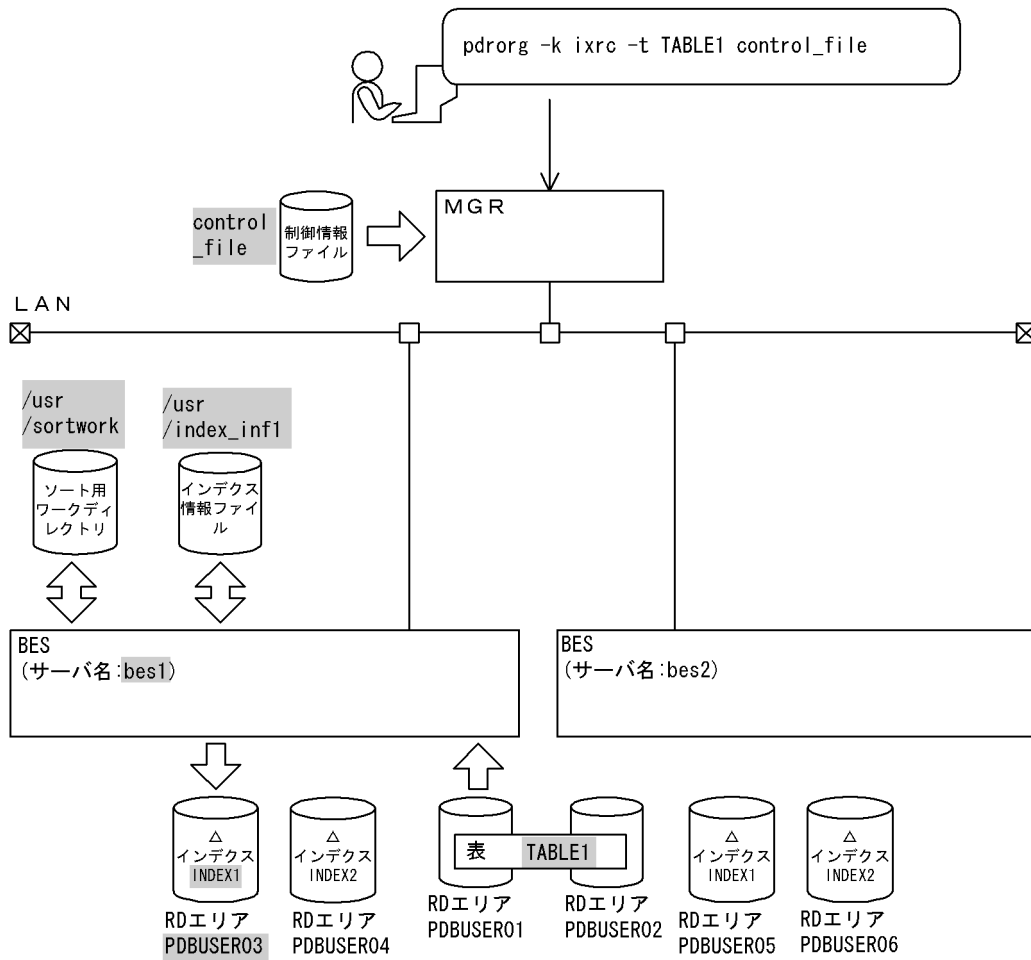 pdrorg -k ixrc -t TABLE1 control_file
MGR
control
_file
制御情報
ファイル
LAN
/usr
/sortwork
/usr
/index_inf1
ソート用
ワークディ
レクトリ
インデクス
情報ファイ
ル
BES
(サーバ名:bes1)
BES
(サーバ名:bes2)
△
インデクス
INDEX1
△
インデクス
INDEX2
表 TABLE1
△
インデクス
INDEX1
△
インデクス
INDEX2
RDエリア
PDBUSER03
RDエリア
PDBUSER04
RDエリア
PDBUSER01
RDエリア
PDBUSER02
RDエリア
PDBUSER05
RDエリア
PDBUSER06